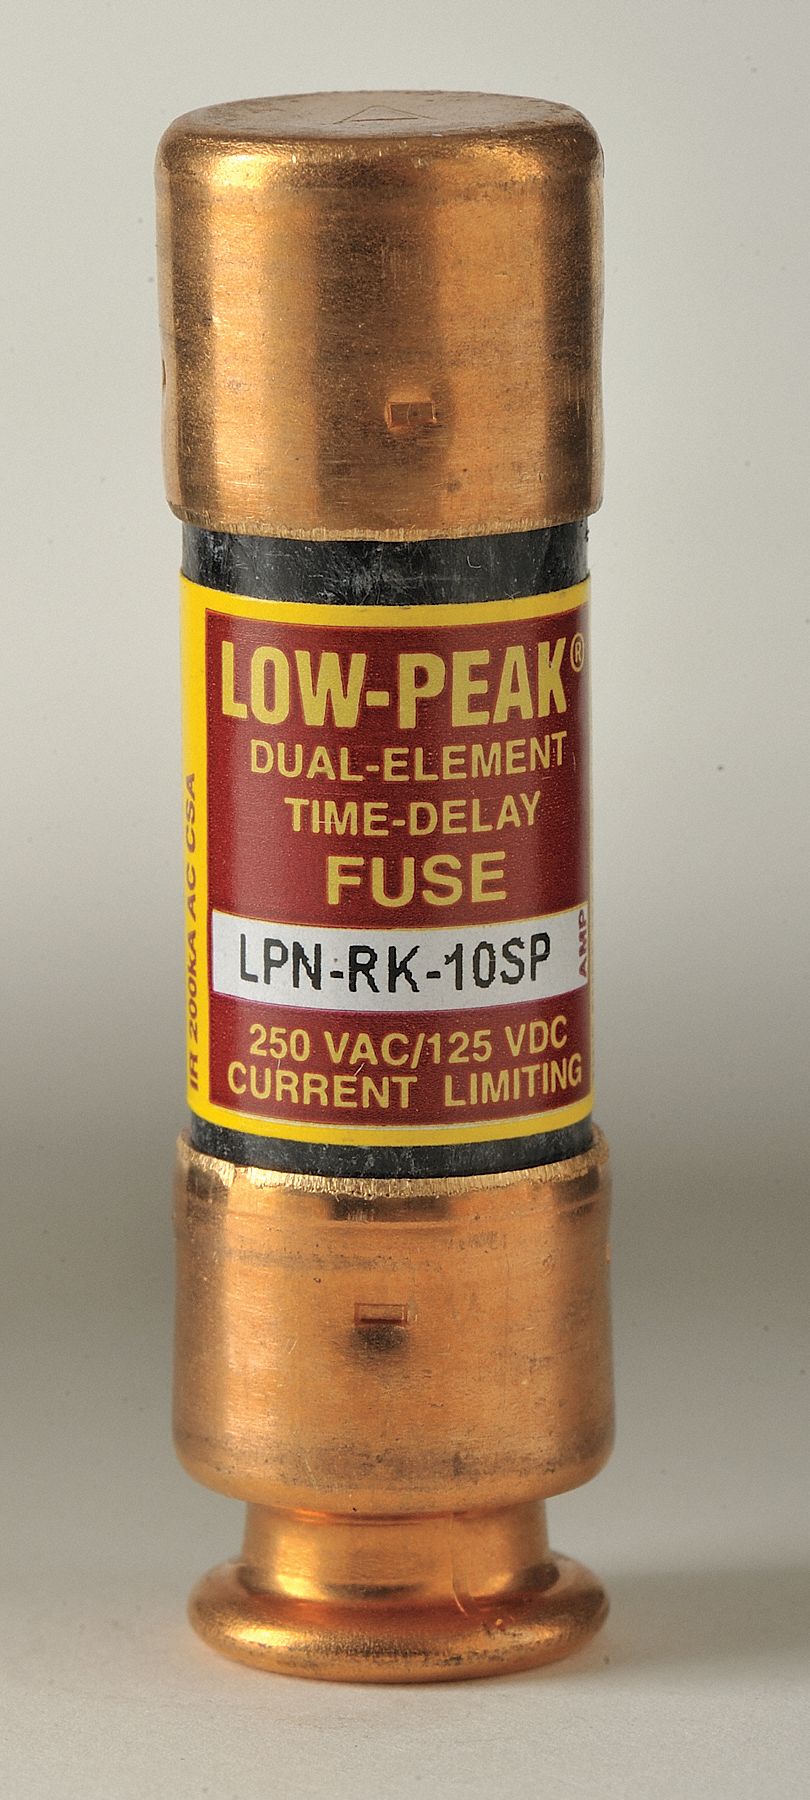 LOW-PEAK®
DUAL-ELEMENT
TIME-DELAY
FUSE
LPN-RK-10SP
AMP
250 VAC/125 VDC
CURRENT LIMITING
IR 200KA AC CSA